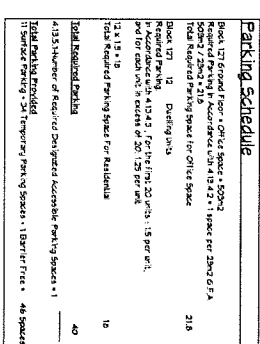 Parking Schedule
Block 127 Ground Floor = Office Space = 509m2
Required Parking in Accordance with 4.13.4.2 = 1 space per 29m2 G.F.A
509m2 / 29m2 = 21.8
Total Required Parking Space for Office Space 21.8
Block 127 12 Dwelling Units
Required Parking
In Accordance with 4.13.4.3 , For the first 20 units - 1.5 per unit,
and for each unit in excess of 20, 1.25 per unit
12 x 1.5 = 18
Total Required Parking Space For Residential 18
Total Required Parking 40
4.13.5.1-Number of Required Designated Accessible Parking Spaces = 1
Total Parking Provided
11 Surface Parking + 34 Temporary Parking Spaces + 1 Barrier Free = 46 Spaces